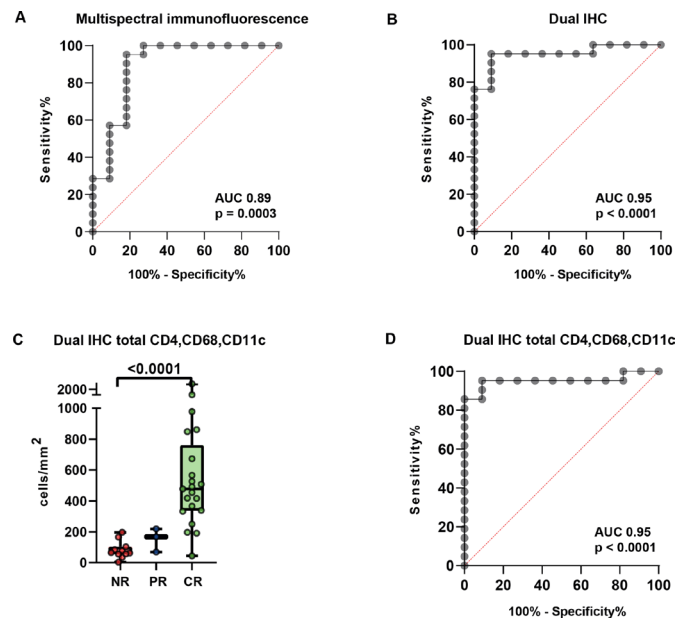 A
Multispectral immunofluorescence
100
80
60
40
20
0
Sensitivity%
AUC 0.89
p = 0.0003
0 20 40 60 80 100
100% - Specificity%
B
Dual IHC
100
80
60
40
20
0
Sensitivity%
AUC 0.95
p < 0.0001
0 20 40 60 80 100
100% - Specificity%
C
Dual IHC total CD4,CD68,CD11c
<0.0001
2000
1000
800
600
400
200
0
cells/mm²
NR PR CR
D
Dual IHC total CD4,CD68,CD11c
100
80
60
40
20
0
Sensitivity%
AUC 0.95
p < 0.0001
0 20 40 60 80 100
100% - Specificity%